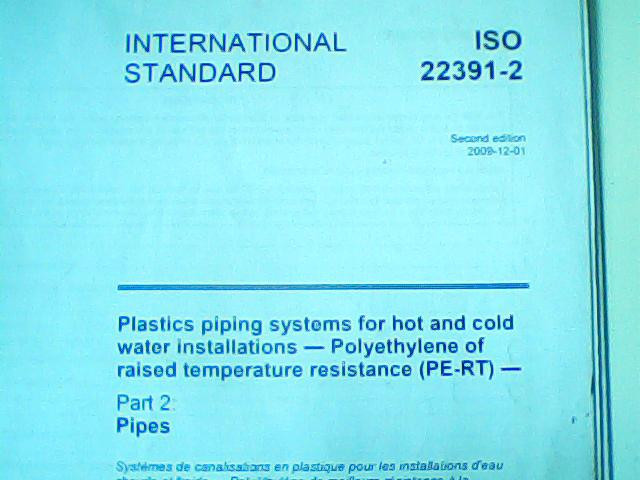 INTERNATIONAL STANDARD
ISO 22391-2
Second edition
2009-12-01
Plastics piping systems for hot and cold
water installations — Polyethylene of
raised temperature resistance (PE-RT) —
Part 2:
Pipes
Systèmes de canalisations en plastique pour les installations d'eau